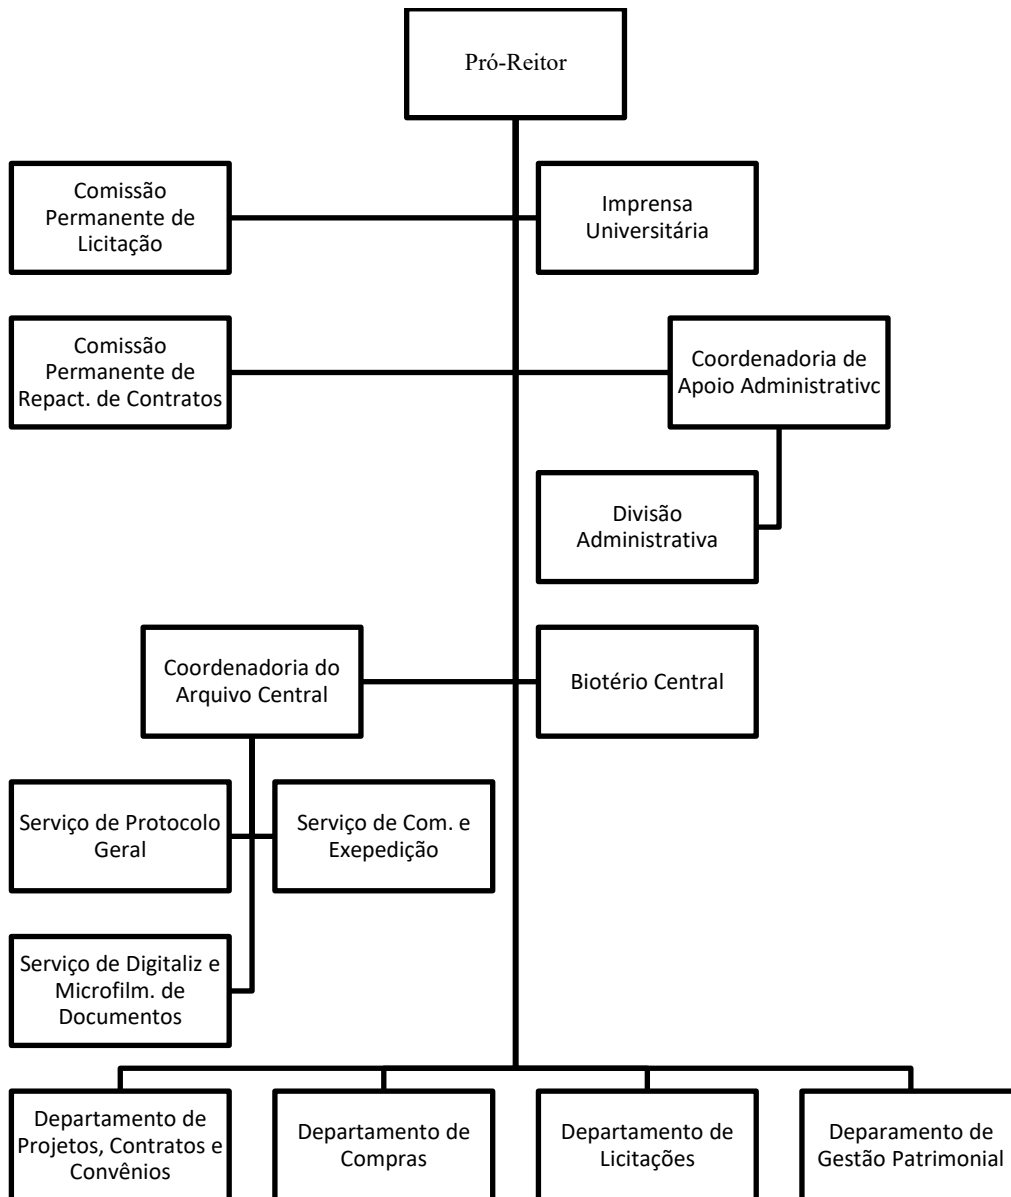 Pró-Reitor
Comissão
Permanente de
Licitação
Imprensa
Universitária
Comissão
Permanente de
Repact. de Contratos
Coordenadoria de
Apoio Administrativc
Divisão
Administrativa
Coordenadoria do
Arquivo Central
Biotério Central
Serviço de Protocolo
Geral
Serviço de Com. e
Exepedição
Serviço de Digitaliz e
Microfilm. de
Documentos
Departamento de
Projetos, Contratos e
Convênios
Departamento de
Compras
Departamento de
Licitações
Deparamento de
Gestão Patrimonial